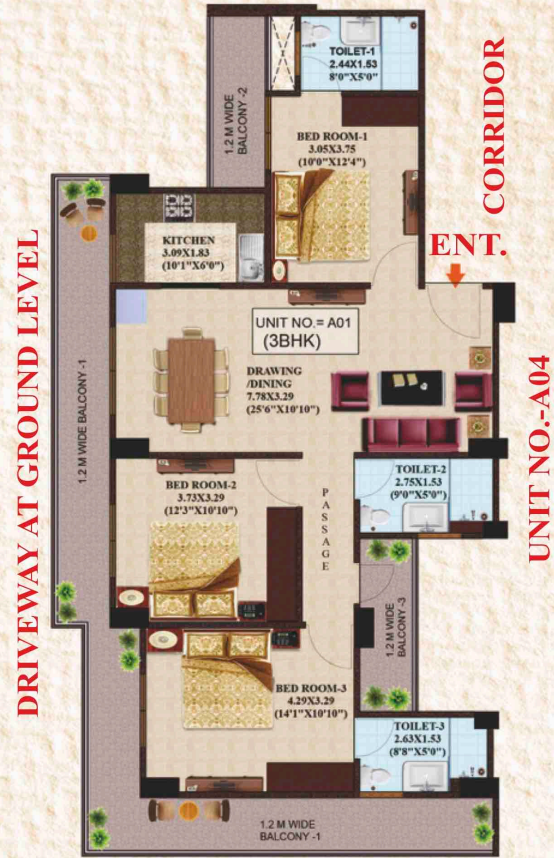 TOILET-1
2.44X1.53
8'0"X5'0"
1.2 M WIDE
BALCONY -2
BED ROOM-1
3.05X3.75
(10'0"X12'4")
CORRIDOR
ENT.
KITCHEN
3.09X1.83
(10'1"X6'0")
UNIT NO.= A01
(3BHK)
DRAWING
/DINING
7.78X3.29
(25'6"X10'10")
DRIVEWAY AT GROUND LEVEL
1.2 M WIDE BALCONY -1
UNIT NO.-A04
BED ROOM-2
3.73X3.29
(12'3"X10'10")
PASSAGE
TOILET-2
2.75X1.53
(9'0"X5'0")
1.2 M WIDE
BALCONY -3
BED ROOM-3
4.29X3.29
(14'1"X10'10")
TOILET-3
2.63X1.53
(8'8"X5'0")
1.2 M WIDE
BALCONY -1